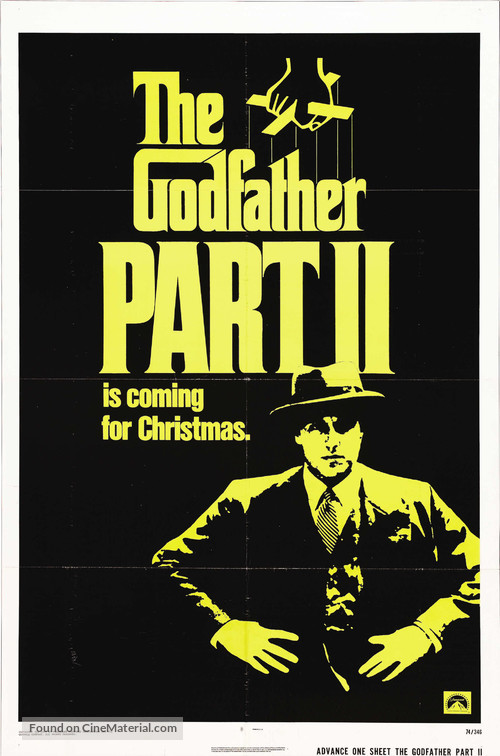 The
Godfather
PART II
is coming
for Christmas.
Found on CineMaterial.com
74/346
ADVANCE ONE SHEET THE GODFATHER PART II